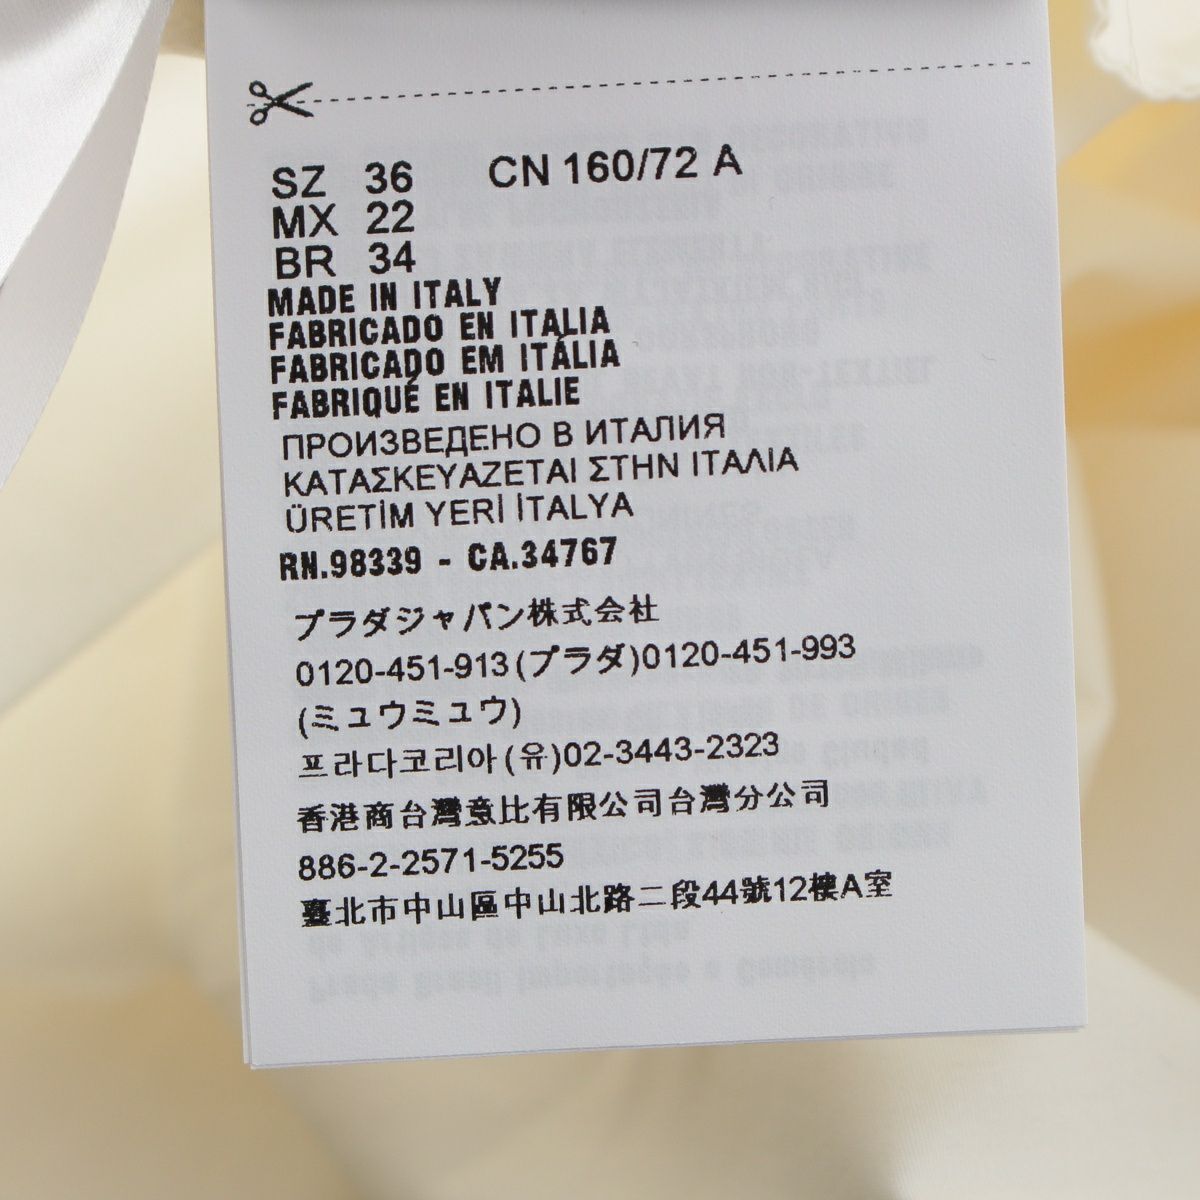 SZ 36 CN 160/72 A
MX 22
BR 34
MADE IN ITALY
FABRICADO EN ITALIA
FABRICADO EM ITÁLIA
FABRIQUÉ EN ITALIE
ПРОИЗВЕДЕНО В ИТАЛИЯ
ΚΑΤΑΣΚΕΥΑΖΕΤΑΙ ΣΤΗΝ ΙΤΑΛΙΑ
ÜRETİM YERİ İTALYA
RN.98339 - CA.34767
プラダジャパン株式会社
0120-451-913(プラダ)0120-451-993
(ミュウミュウ)
프라다코리아(유)02-3443-2323
香港商台灣意比有限公司台灣分公司
886-2-2571-5255
臺北市中山區中山北路二段44號12樓A室